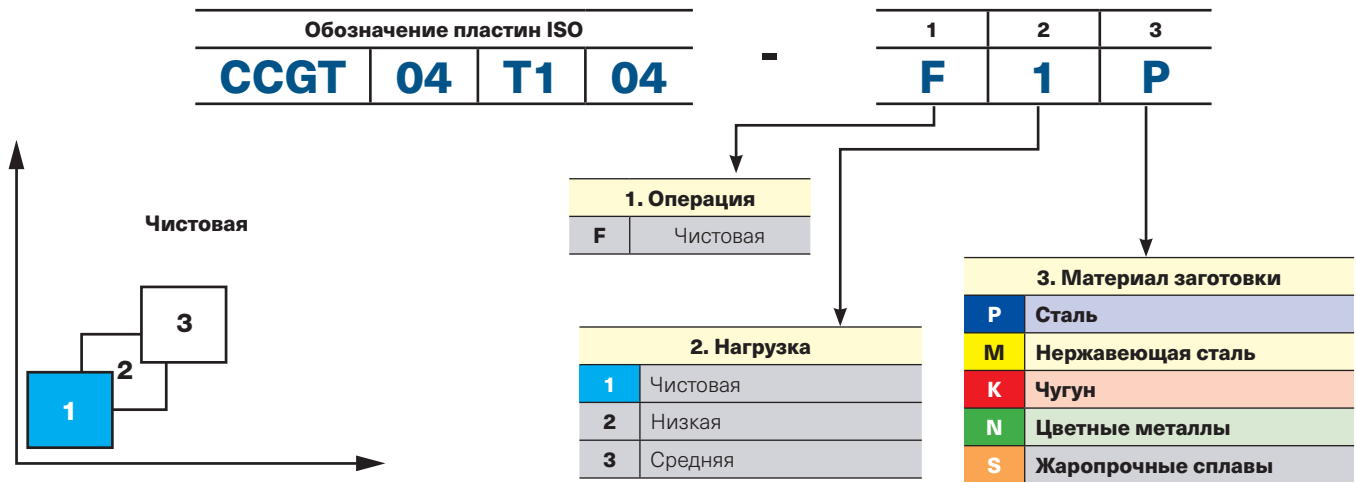 Обозначение пластин ISO
1 2 3
CCGT 04 T1 04 - F 1 P
1. Операция
F Чистовая
Чистовая
3
2
1
2. Нагрузка
1 Чистовая
2 Низкая
3 Средняя
3. Материал заготовки
P Сталь
M Нержавеющая сталь
K Чугун
N Цветные металлы
S Жаропрочные сплавы